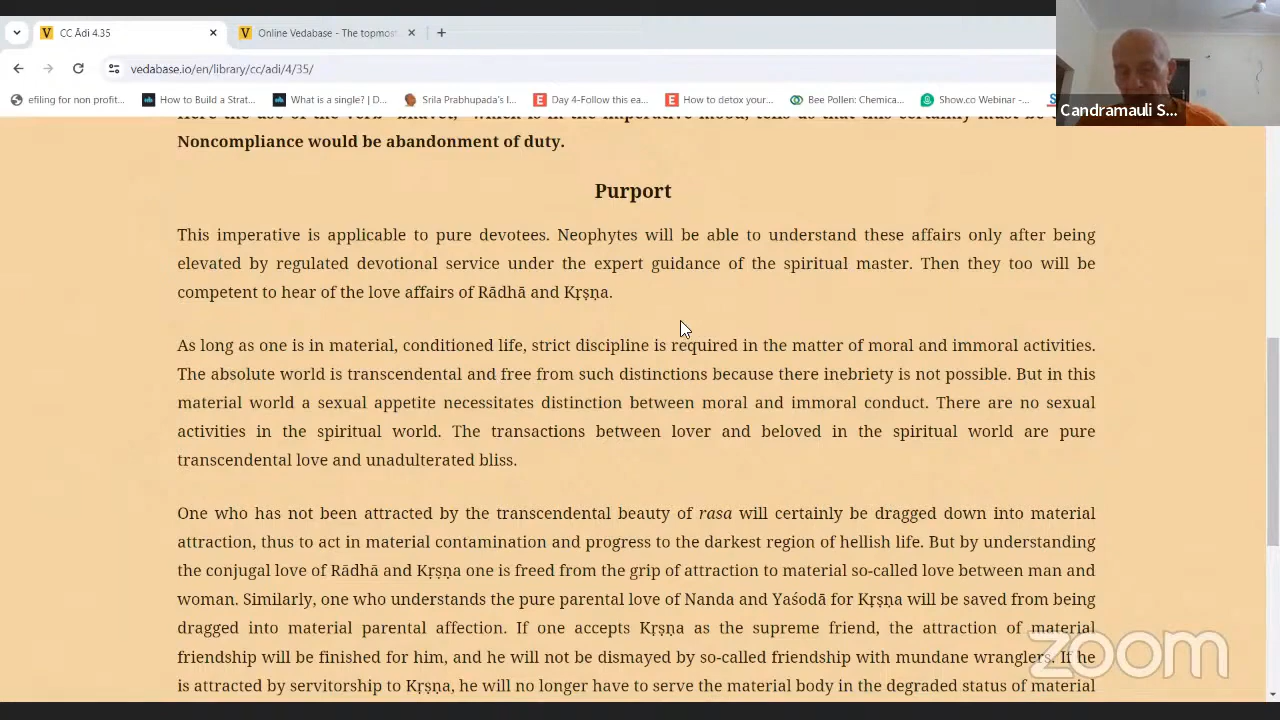 CC Ādi 4.35
Online Vedabase - The topmos
vedabase.io/en/library/cc/adi/4/35/
efiling for non profit...
How to Build a Strat...
What is a singl$? | D...
Srila Prabhupada's l...
Day 4-Follow this ea...
How to detox your...
Bee Pollen: Chemica...
Show.co Webinar -...
Candramauli S...
Noncompliance would be abandonment of duty.
Purport
This imperative is applicable to pure devotees. Neophytes will be able to understand these affairs only after being
elevated by regulated devotional service under the expert guidance of the spiritual master. Then they too will be
competent to hear of the love affairs of Rādhā and Kṛṣṇa.
As long as one is in material, conditioned life, strict discipline is required in the matter of moral and immoral activities.
The absolute world is transcendental and free from such distinctions because there inebriety is not possible. But in this
material world a sexual appetite necessitates distinction between moral and immoral conduct. There are no sexual
activities in the spiritual world. The transactions between lover and beloved in the spiritual world are pure
transcendental love and unadulterated bliss.
One who has not been attracted by the transcendental beauty of rasa will certainly be dragged down into material
attraction, thus to act in material contamination and progress to the darkest region of hellish life. But by understanding
the conjugal love of Rādhā and Kṛṣṇa one is freed from the grip of attraction to material so-called love between man and
woman. Similarly, one who understands the pure parental love of Nanda and Yaśodā for Kṛṣṇa will be saved from being
dragged into material parental affection. If one accepts Kṛṣṇa as the supreme friend, the attraction of material
friendship will be finished for him, and he will not be dismayed by so-called friendship with mundane wranglers. If he
is attracted by servitorship to Kṛṣṇa, he will no longer have to serve the material body in the degraded status of material
zoom